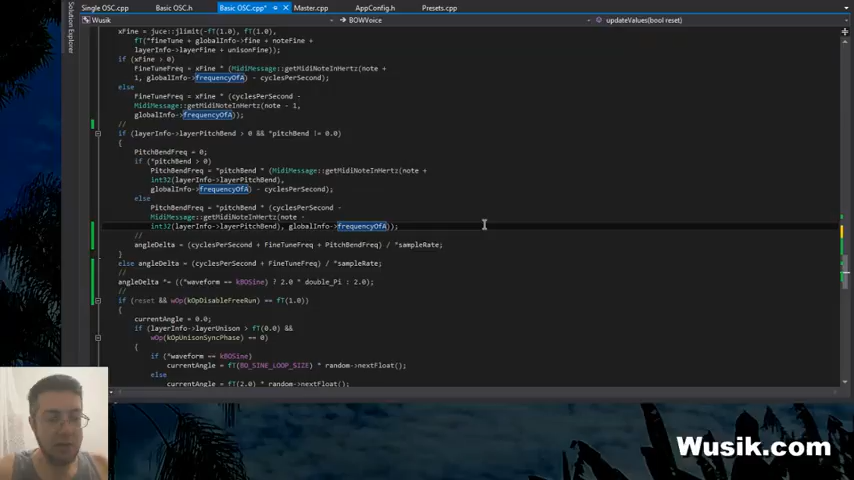 Single OSC.cpp Basic OSC.h Basic OSC.cpp* Master.cpp AppConfig.h Presets.cpp
Wusik BOWVoice updateValues(bool reset)
Solution Explorer
xFine = juce::jlimit(-fT(1.0), fT(1.0),
fT(*fineTune + globalInfo->fine + noteFine +
layerInfo->layerFine + unisonFine));
if (xFine > 0)
FineTuneFreq = xFine * (MidiMessage::getMidiNoteInHertz(note +
1, globalInfo->frequencyOfA) - cyclesPerSecond);
else
FineTuneFreq = xFine * (cyclesPerSecond -
MidiMessage::getMidiNoteInHertz(note - 1,
globalInfo->frequencyOfA));
//
if (layerInfo->layerPitchBend > 0 && *pitchBend != 0.0)
{
PitchBendFreq = 0;
if (*pitchBend > 0)
PitchBendFreq = *pitchBend * (MidiMessage::getMidiNoteInHertz(note +
int32(layerInfo->layerPitchBend),
globalInfo->frequencyOfA) - cyclesPerSecond);
else
PitchBendFreq = *pitchBend * (cyclesPerSecond -
MidiMessage::getMidiNoteInHertz(note -
int32(layerInfo->layerPitchBend), globalInfo->frequencyOfA));
//
angleDelta = (cyclesPerSecond + FineTuneFreq + PitchBendFreq) / *sampleRate;
}
else angleDelta = (cyclesPerSecond + FineTuneFreq) / *sampleRate;
//
angleDelta *= ((*waveform == kBOSine) ? 2.0 * double_Pi : 2.0);
//
if (reset && wOp(kOpDisableFreeRun) == fT(1.0))
{
currentAngle = 0.0;
if (layerInfo->layerUnison > fT(0.0) &&
wOp(kOpUnisonSyncPhase) == 0)
{
if (*waveform == kBOSine)
currentAngle = fT(BO_SINE_LOOP_SIZE) * random->nextFloat();
else
currentAngle = fT(2.0) * random->nextFloat();
Wusik.com